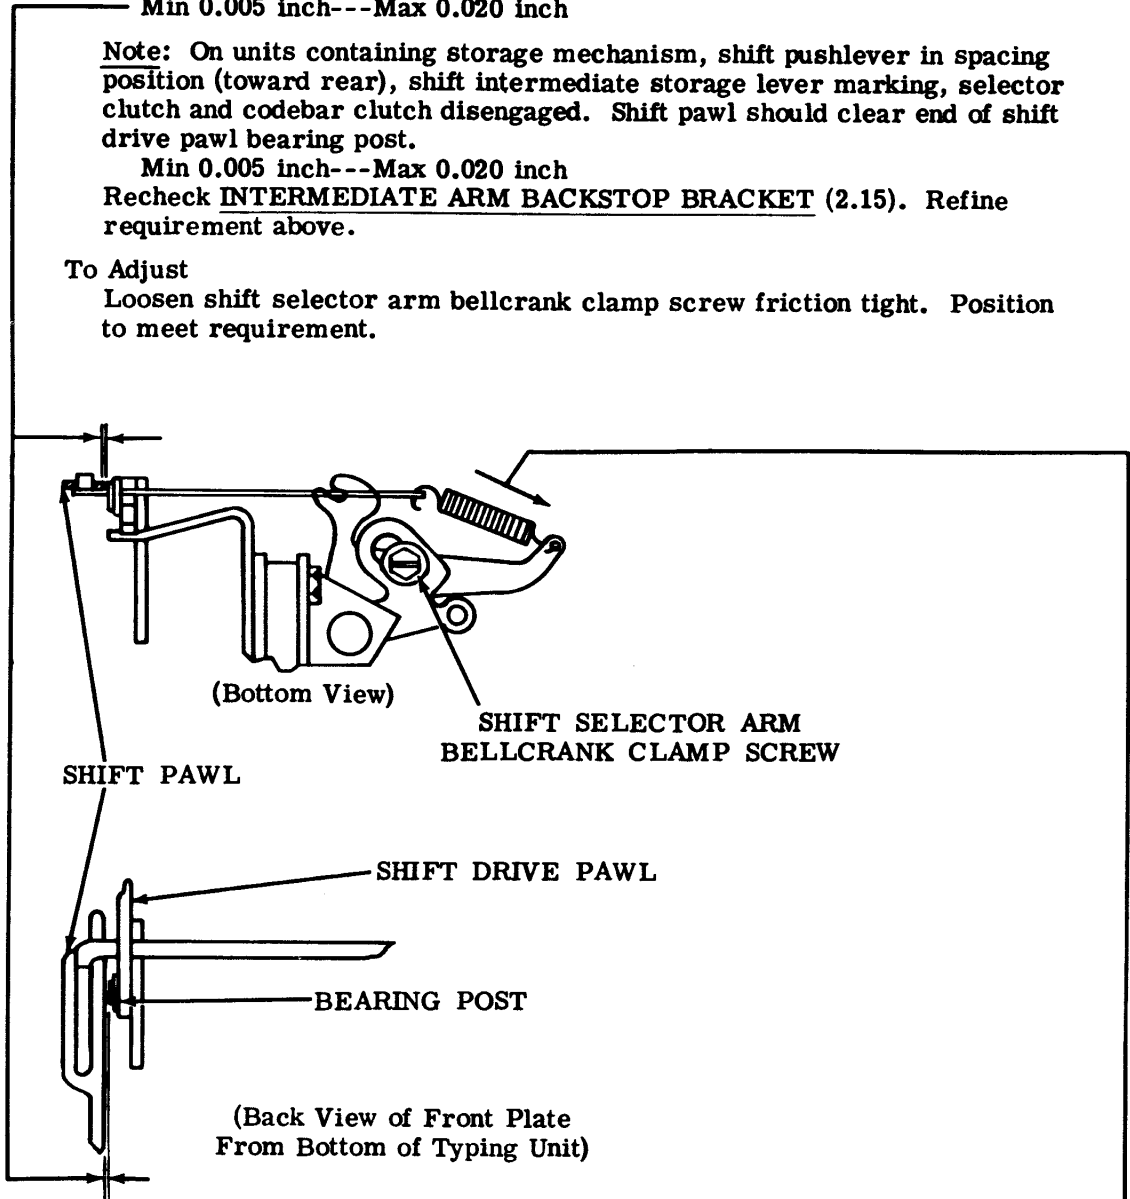 Min 0.005 inch---Max 0.020 inch
Note: On units containing storage mechanism, shift pushlever in spacing
position (toward rear), shift intermediate storage lever marking, selector
clutch and codebar clutch disengaged. Shift pawl should clear end of shift
drive pawl bearing post.
Min 0.005 inch---Max 0.020 inch
Recheck INTERMEDIATE ARM BACKSTOP BRACKET (2.15). Refine
requirement above.
To Adjust
Loosen shift selector arm bellcrank clamp screw friction tight. Position
to meet requirement.
(Bottom View)
SHIFT SELECTOR ARM
BELLCRANK CLAMP SCREW
SHIFT PAWL
SHIFT DRIVE PAWL
BEARING POST
(Back View of Front Plate
From Bottom of Typing Unit)